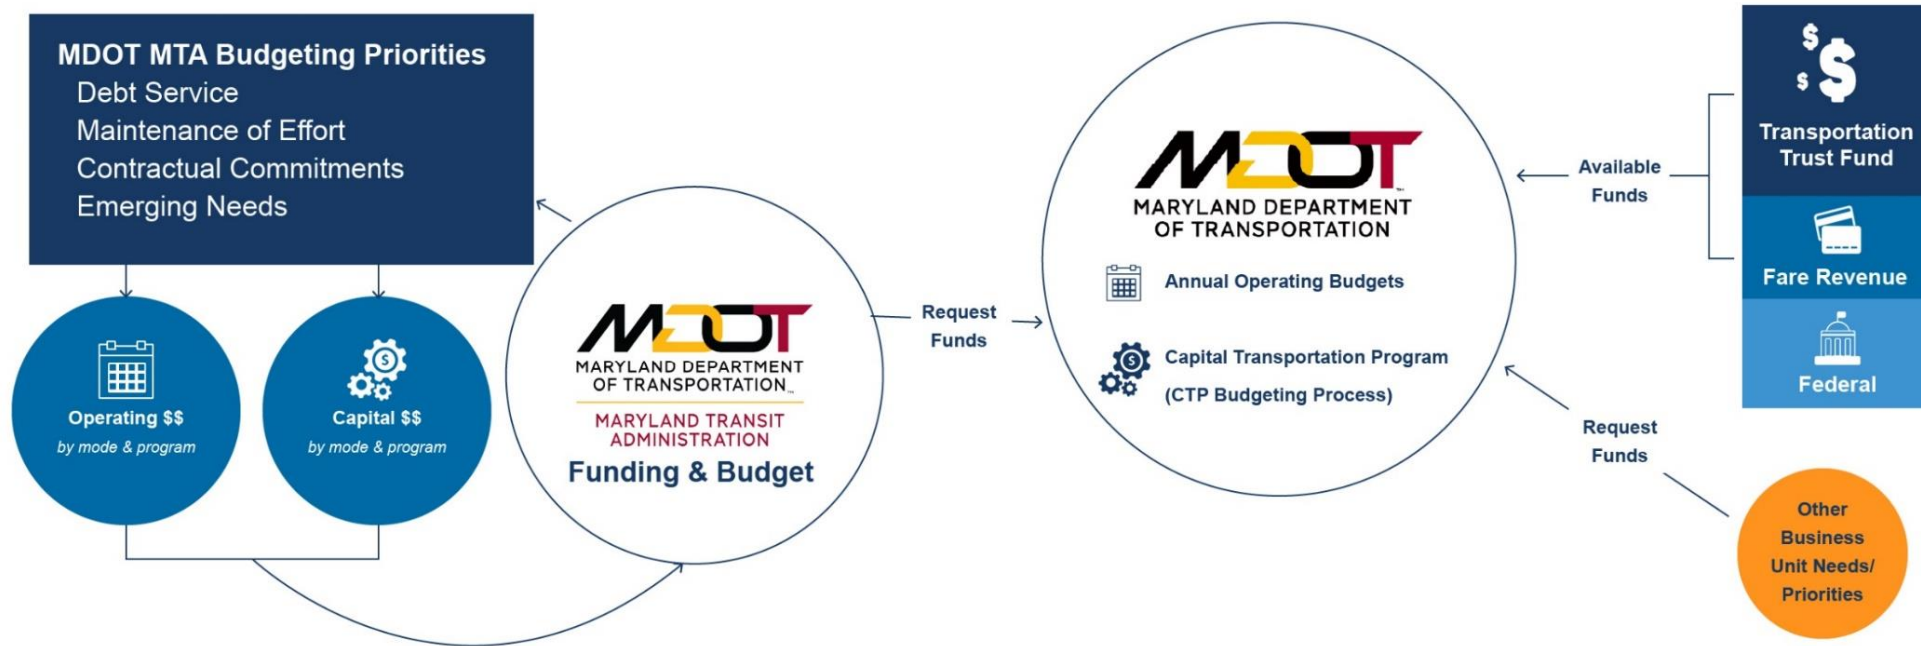 MDOT MTA Budgeting Priorities
Debt Service
Maintenance of Effort
Contractual Commitments
Emerging Needs
Operating $$
by mode & program
Capital $$
by mode & program
MDOT
MARYLAND DEPARTMENT
OF TRANSPORTATION™
MARYLAND TRANSIT
ADMINISTRATION
Funding & Budget
Request
Funds
MDOT™
MARYLAND DEPARTMENT
OF TRANSPORTATION
Annual Operating Budgets
Capital Transportation Program
(CTP Budgeting Process)
Available
Funds
$
$
$
Transportation
Trust Fund
Fare Revenue
Federal
Request
Funds
Other
Business
Unit Needs/
Priorities